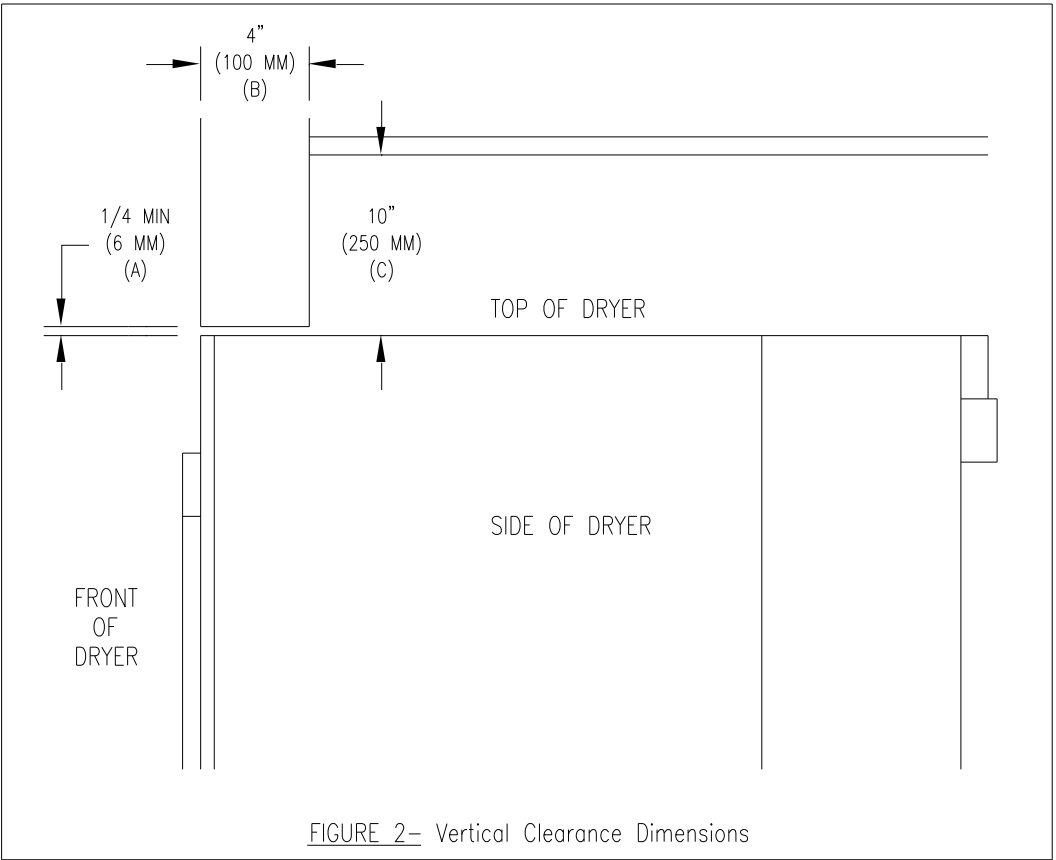 4”
(100 MM)
(B)
1/4 MIN
(6 MM)
(A)
10”
(250 MM)
(C)
TOP OF DRYER
SIDE OF DRYER
FRONT
OF
DRYER
FIGURE 2– Vertical Clearance Dimensions